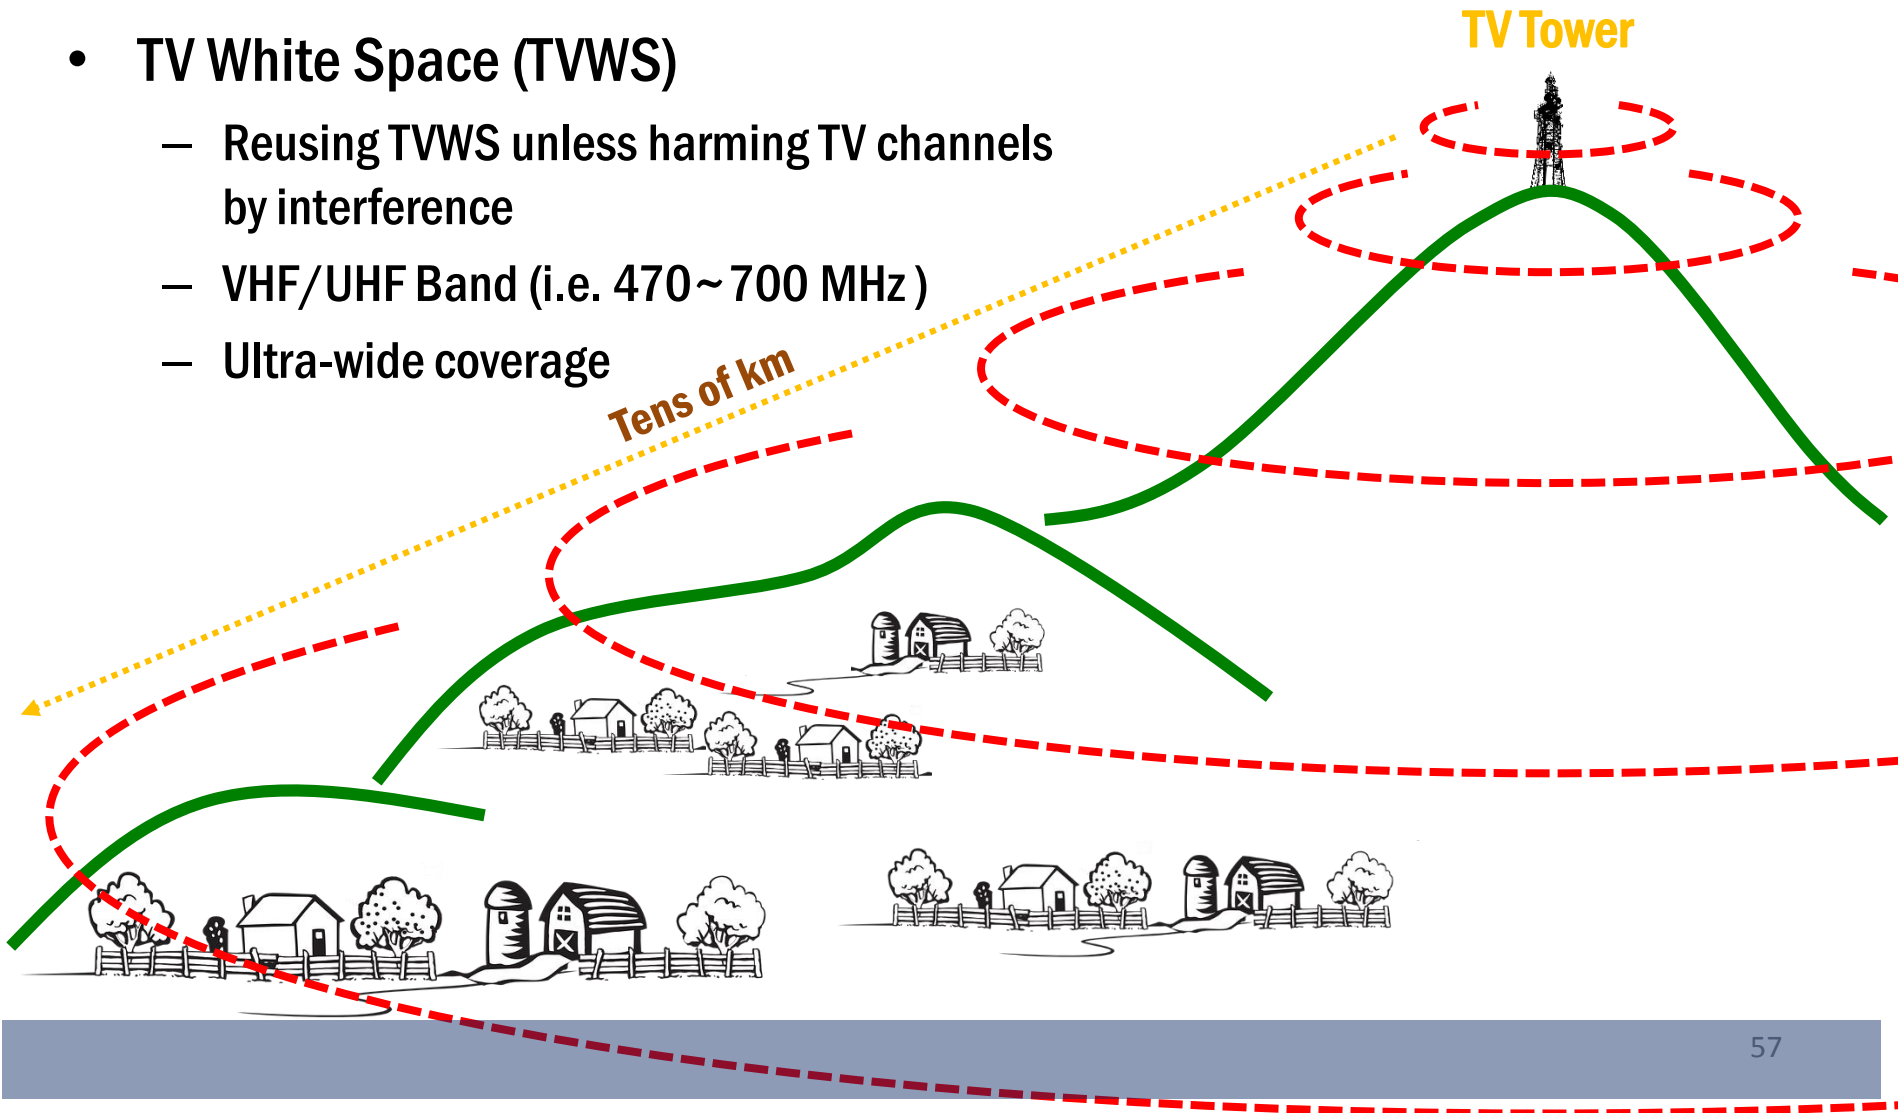 • TV White Space (TVWS)
– Reusing TVWS unless harming TV channels
by interference
– VHF/UHF Band (i.e. 470~700 MHz )
– Ultra-wide coverage
TV Tower
Tens of km
57